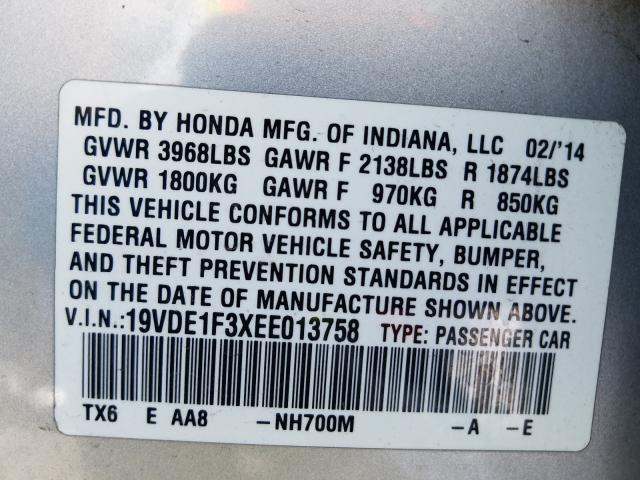 MFD. BY HONDA MFG. OF INDIANA, LLC 02/'14
GVWR 3968LBS GAWR F 2138LBS R 1874LBS
GVWR 1800KG GAWR F 970KG R 850KG
THIS VEHICLE CONFORMS TO ALL APPLICABLE
FEDERAL MOTOR VEHICLE SAFETY, BUMPER,
AND THEFT PREVENTION STANDARDS IN EFFECT
ON THE DATE OF MANUFACTURE SHOWN ABOVE.
V.I.N.:19VDE1F3XEE013758 TYPE: PASSENGER CAR
TX6 E AA8 -NH700M -A -E